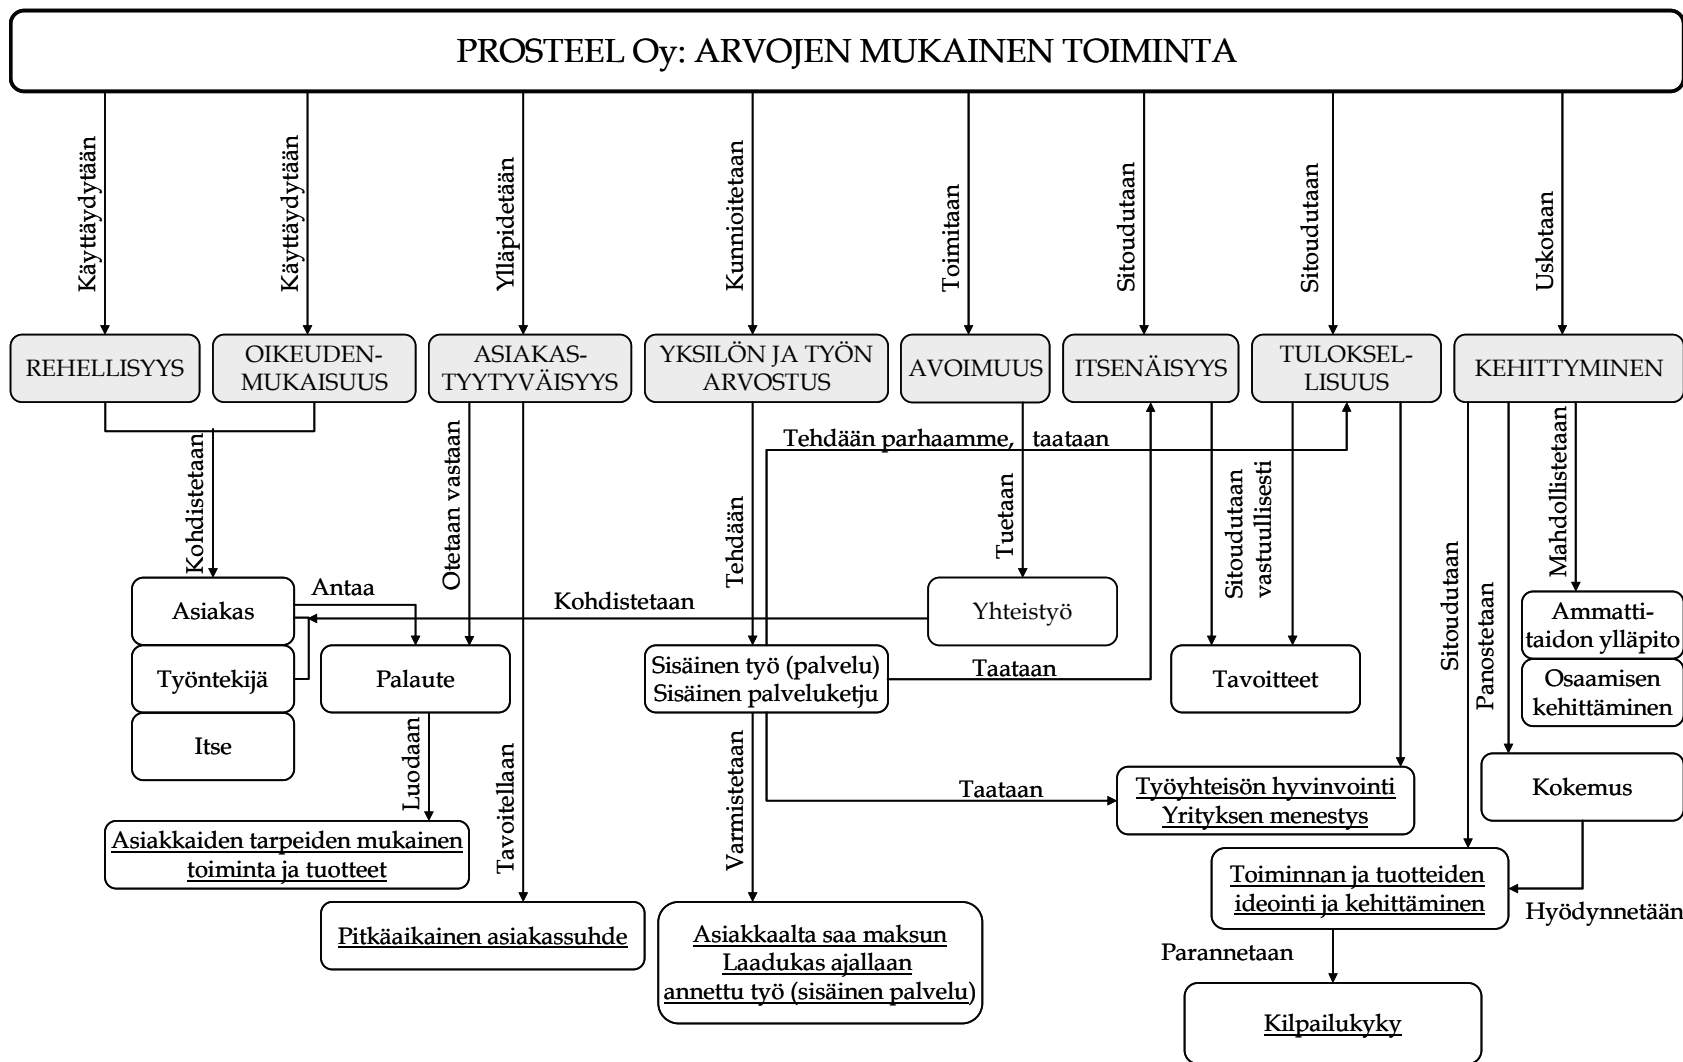 PROSTEEL Oy: ARVOJEN MUKAINEN TOIMINTA
Käyttäydytään
Käyttäydytään
Ylläpidetään
Kunnioitetaan
Toimitaan
Sitoudutaan
Sitoudutaan
Uskotaan
REHELLISYYS
OIKEUDEN-
MUKAISUUS
ASIAKAS-
TYYTYVÄISYYS
YKSILÖN JA TYÖN
ARVOSTUS
AVOIMUUS
ITSENÄISYYS
TULOKSEL-
LISUUS
KEHITTYMINEN
Kohdistetaan
Otetaan vastaan
Tehdään
Tehdään parhaamme, taataan
Tuetaan
Sitoudutaan
vastuullisesti
Sitoudutaan
Panostetaan
Mahdollistetaan
Asiakas
Antaa
Kohdistetaan
Yhteistyö
Ammatti-
taidon ylläpito
Työntekijä
Palaute
Sisäinen työ (palvelu)
Sisäinen palveluketju
Taataan
Tavoitteet
Osaamisen
kehittäminen
Itse
Luodaan
Tavoitellaan
Varmistetaan
Taataan
Työyhteisön hyvinvointi
Yrityksen menestys
Kokemus
Asiakkaiden tarpeiden mukainen
toiminta ja tuotteet
Toiminnan ja tuotteiden
ideointi ja kehittäminen
Hyödynnetään
Pitkäaikainen asiakassuhde
Asiakkaalta saa maksun
Laadukas ajallaan
annettu työ (sisäinen palvelu)
Parannetaan
Kilpailukyky